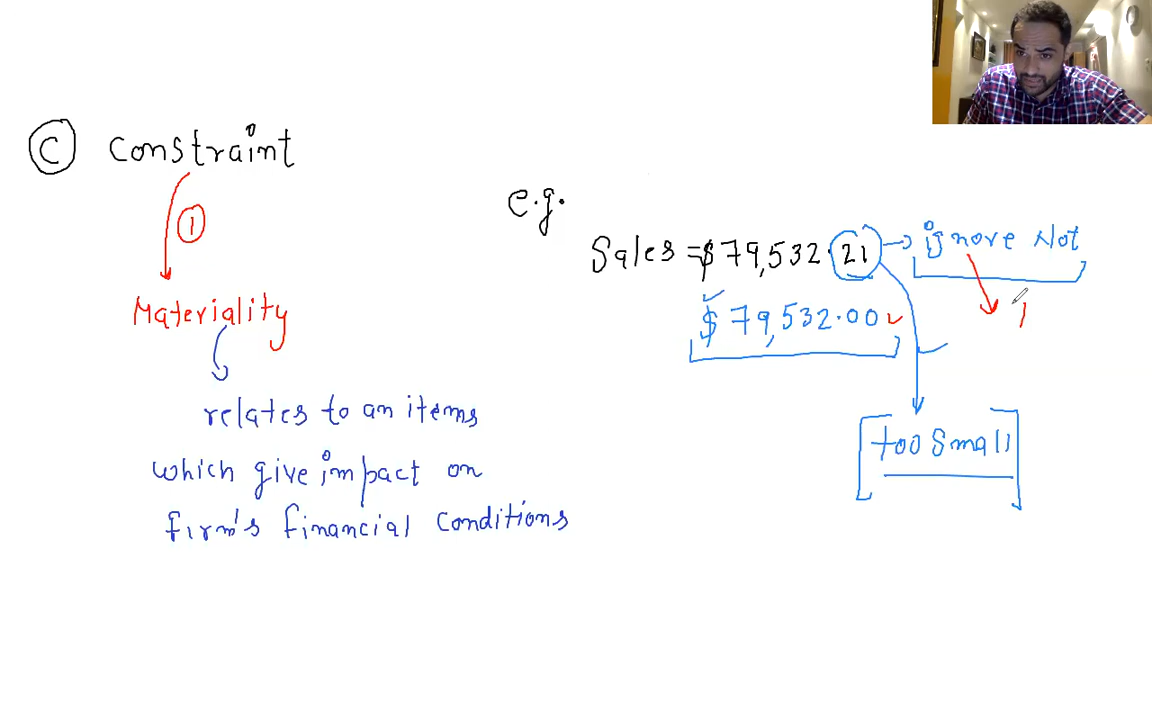 C constraint
1
Materiality
relates to an items
which give impact on
firm's financial conditions
e.g.
Sales = $79,532.21 → ignore Not
$79,532.00
too Small